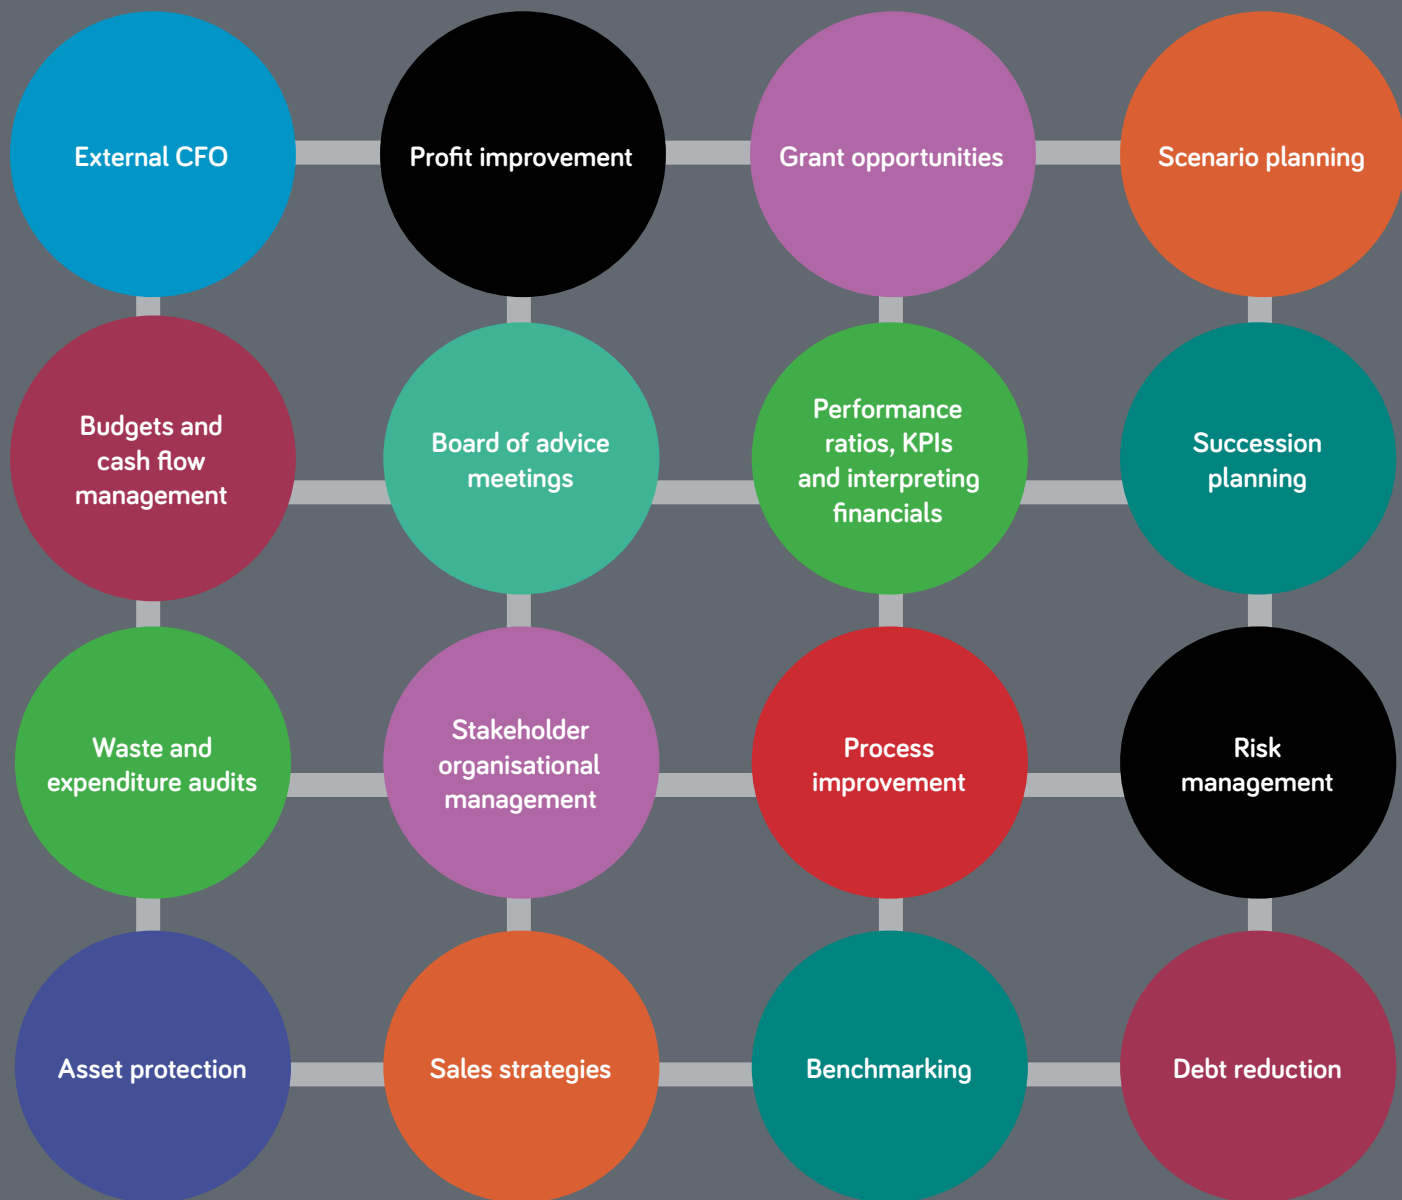 External CFO
Profit improvement
Grant opportunities
Scenario planning
Budgets and
cash flow
management
Board of advice
meetings
Performance
ratios, KPIs
and interpreting
financials
Succession
planning
Waste and
expenditure audits
Stakeholder
organisational
management
Process
improvement
Risk
management
Asset protection
Sales strategies
Benchmarking
Debt reduction